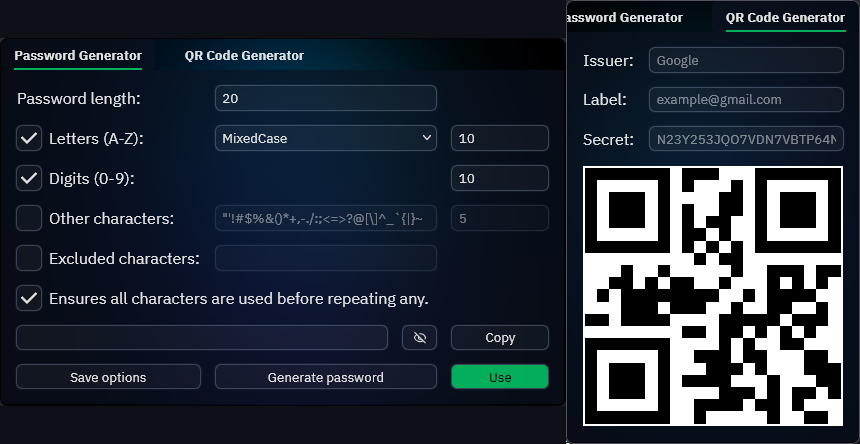 Password Generator
QR Code Generator
Password length:
20
Letters (A-Z):
MixedCase
10
Digits (0-9):
10
Other characters:
"'!#$%&()*+,-./:;<=>?@[\]^_`{|}~
5
Excluded characters:
Ensures all characters are used before repeating any.
Copy
Save options
Generate password
Use
assword Generator
QR Code Generator
Issuer:
Google
Label:
example@gmail.com
Secret:
N23Y253JQO7VDN7VBTP64N